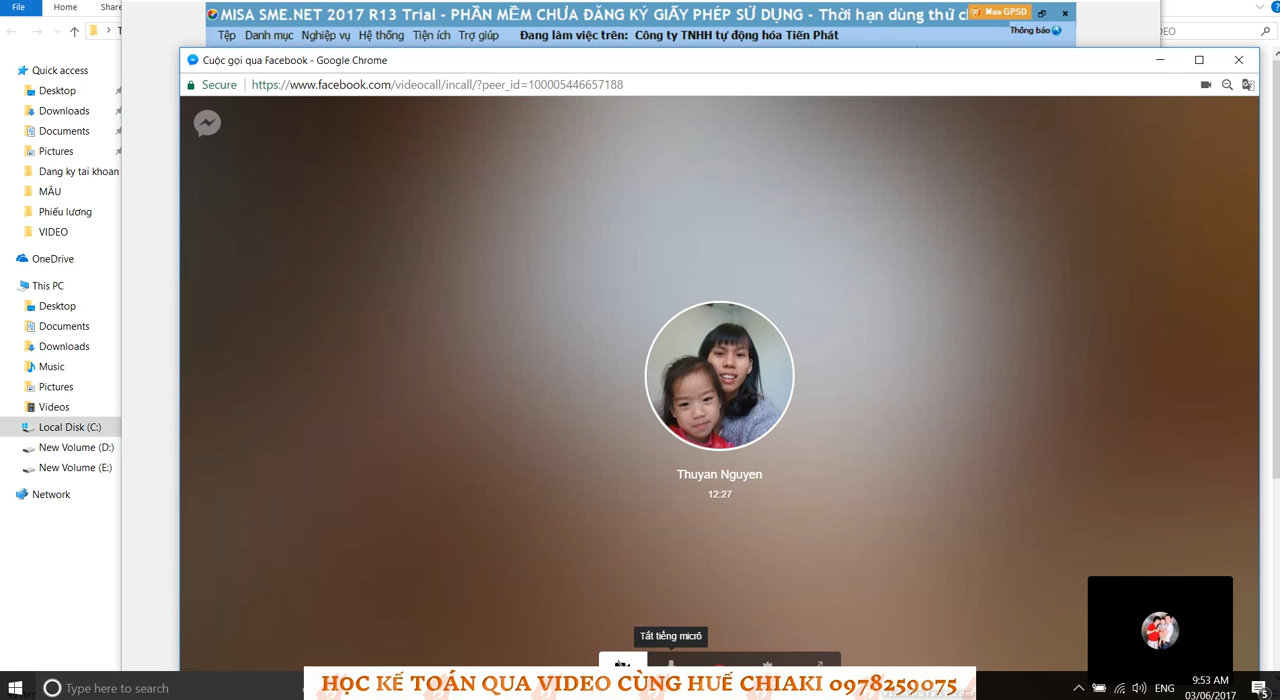 MISA SME.NET 2017 R13 Trial - PHẦN MỀM CHƯA ĐĂNG KÝ GIẤY PHÉP SỬ DỤNG - Thời hạn dùng thử
Mua GPSD
File Home Share
Tệp Danh mục Nghiệp vụ Hệ thống Tiện ích Trợ giúp Đang làm việc trên: Công ty TNHH tự động hóa Tiến Phát
Thông báo
Cuộc gọi qua Facebook - Google Chrome
Secure https://www.facebook.com/videocall/incall/?peer_id=100005446657188
Quick access
Desktop
Downloads
Documents
Pictures
Dang ky tai khoan
MẪU
Phiếu lương
VIDEO
OneDrive
This PC
Desktop
Documents
Downloads
Music
Pictures
Videos
Local Disk (C:)
New Volume (D:)
New Volume (E:)
Network
Thuyan Nguyen
12:27
Tắt tiếng micrô
HỌC KẾ TOÁN QUA VIDEO CÙNG HUẾ CHIAKI 0978259075
Type here to search
ENG
9:53 AM
03/06/2017
5